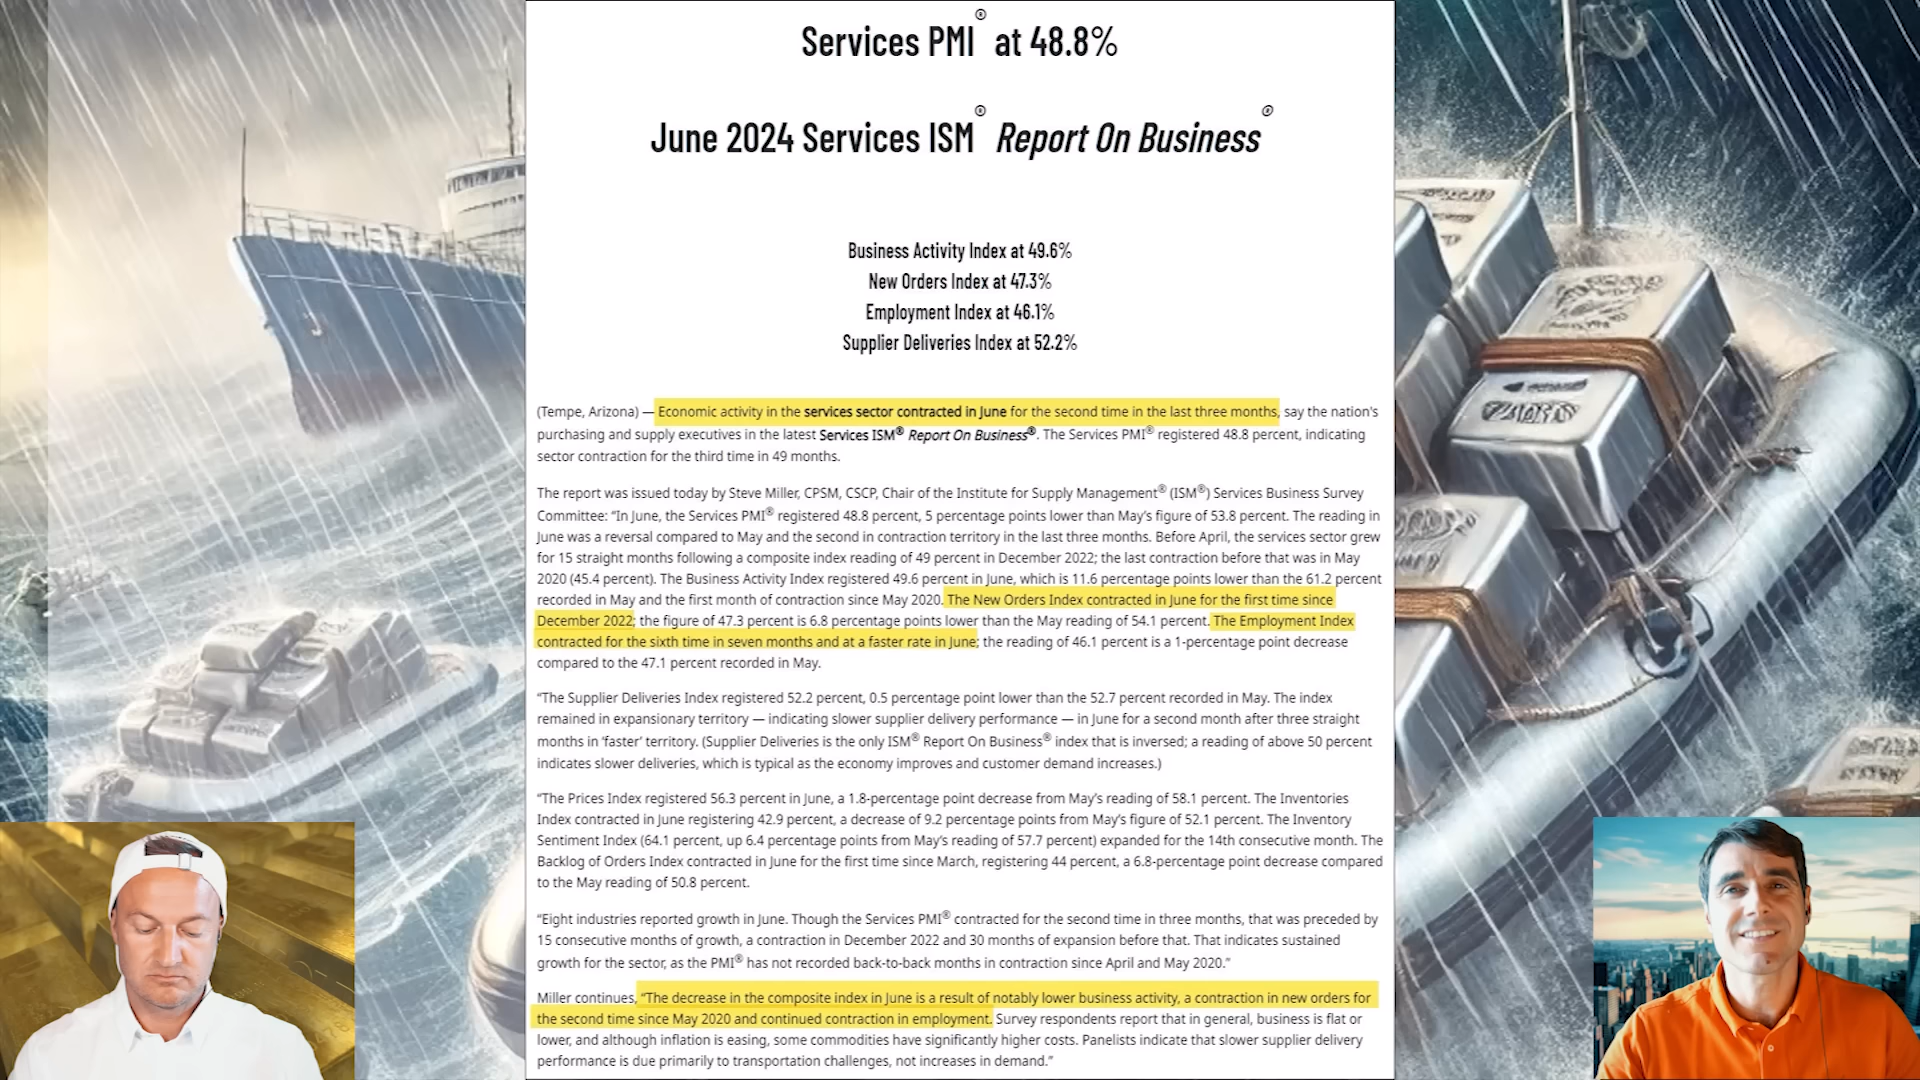 Services PMI® at 48.8%
June 2024 Services ISM® Report On Business®
Business Activity Index at 49.6%
New Orders Index at 47.3%
Employment Index at 46.1%
Supplier Deliveries Index at 52.2%
(Tempe, Arizona) — Economic activity in the services sector contracted in June for the second time in the last three months, say the nation's
purchasing and supply executives in the latest Services ISM® Report On Business®. The Services PMI® registered 48.8 percent, indicating
sector contraction for the third time in 49 months.
The report was issued today by Steve Miller, CPSM, CSCP, Chair of the Institute for Supply Management® (ISM®) Services Business Survey
Committee: “In June, the Services PMI® registered 48.8 percent, 5 percentage points lower than May's figure of 53.8 percent. The reading in
June was a reversal compared to May and the second in contraction territory in the last three months. Before April, the services sector grew
for 15 straight months following a composite index reading of 49 percent in December 2022; the last contraction before that was in May
2020 (45.4 percent). The Business Activity Index registered 49.6 percent in June, which is 11.6 percentage points lower than the 61.2 percent
recorded in May and the first month of contraction since May 2020. The New Orders Index contracted in June for the first time since
December 2022; the figure of 47.3 percent is 6.8 percentage points lower than the May reading of 54.1 percent. The Employment Index
contracted for the sixth time in seven months and at a faster rate in June; the reading of 46.1 percent is a 1-percentage point decrease
compared to the 47.1 percent recorded in May.
“The Supplier Deliveries Index registered 52.2 percent, 0.5 percentage point lower than the 52.7 percent recorded in May. The index
remained in expansionary territory — indicating slower supplier delivery performance — in June for a second month after three straight
months in ‘faster’ territory. (Supplier Deliveries is the only ISM® Report On Business® index that is inversed; a reading of above 50 percent
indicates slower deliveries, which is typical as the economy improves and customer demand increases.)
“The Prices Index registered 56.3 percent in June, a 1.8-percentage point decrease from May's reading of 58.1 percent. The Inventories
Index contracted in June registering 42.9 percent, a decrease of 9.2 percentage points from May's figure of 52.1 percent. The Inventory
Sentiment Index (64.1 percent, up 6.4 percentage points from May's reading of 57.7 percent) expanded for the 14th consecutive month. The
Backlog of Orders Index contracted in June for the first time since March, registering 44 percent, a 6.8-percentage point decrease compared
to the May reading of 50.8 percent.
“Eight industries reported growth in June. Though the Services PMI® contracted for the second time in three months, that was preceded by
15 consecutive months of growth, a contraction in December 2022 and 30 months of expansion before that. That indicates sustained
growth for the sector, as the PMI® has not recorded back-to-back months in contraction since April and May 2020.”
Miller continues, “The decrease in the composite index in June is a result of notably lower business activity, a contraction in new orders for
the second time since May 2020 and continued contraction in employment. Survey respondents report that in general, business is flat or
lower, and although inflation is easing, some commodities have significantly higher costs. Panelists indicate that slower supplier delivery
performance is due primarily to transportation challenges, not increases in demand.”